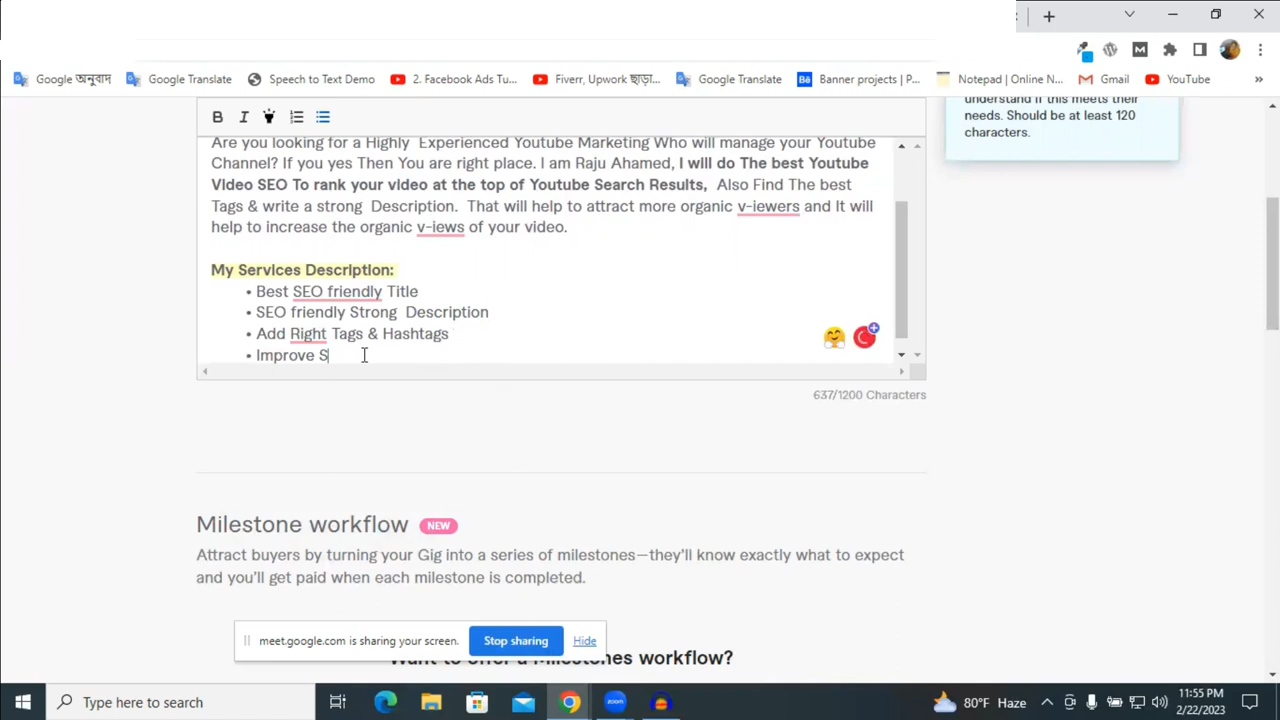 Google অনুবাদ
Google Translate
Speech to Text Demo
2. Facebook Ads Tu...
Fiverr, Upwork ছাড়া...
Google Translate
Bē
Banner projects | P...
Notepad | Online N...
Gmail
YouTube
»
understand if this meets their
needs. Should be at least 120
characters.
B I
Are you looking for a Highly Experienced Youtube Marketing Who will manage your Youtube
Channel? If you yes Then You are right place. I am Raju Ahamed, I will do The best Youtube
Video SEO To rank your video at the top of Youtube Search Results, Also Find The best
Tags & write a strong Description. That will help to attract more organic v-iewers and It will
help to increase the organic v-iews of your video.
My Services Description:
• Best SEO friendly Title
• SEO friendly Strong Description
• Add Right Tags & Hashtags
• Improve S
637/1200 Characters
Milestone workflow NEW
Attract buyers by turning your Gig into a series of milestones—they'll know exactly what to expect
and you'll get paid when each milestone is completed.
meet.google.com is sharing your screen. Stop sharing Hide
Want to offer a Milestones workflow?
Type here to search
zoom
80°F Haze
11:55 PM
2/22/2023